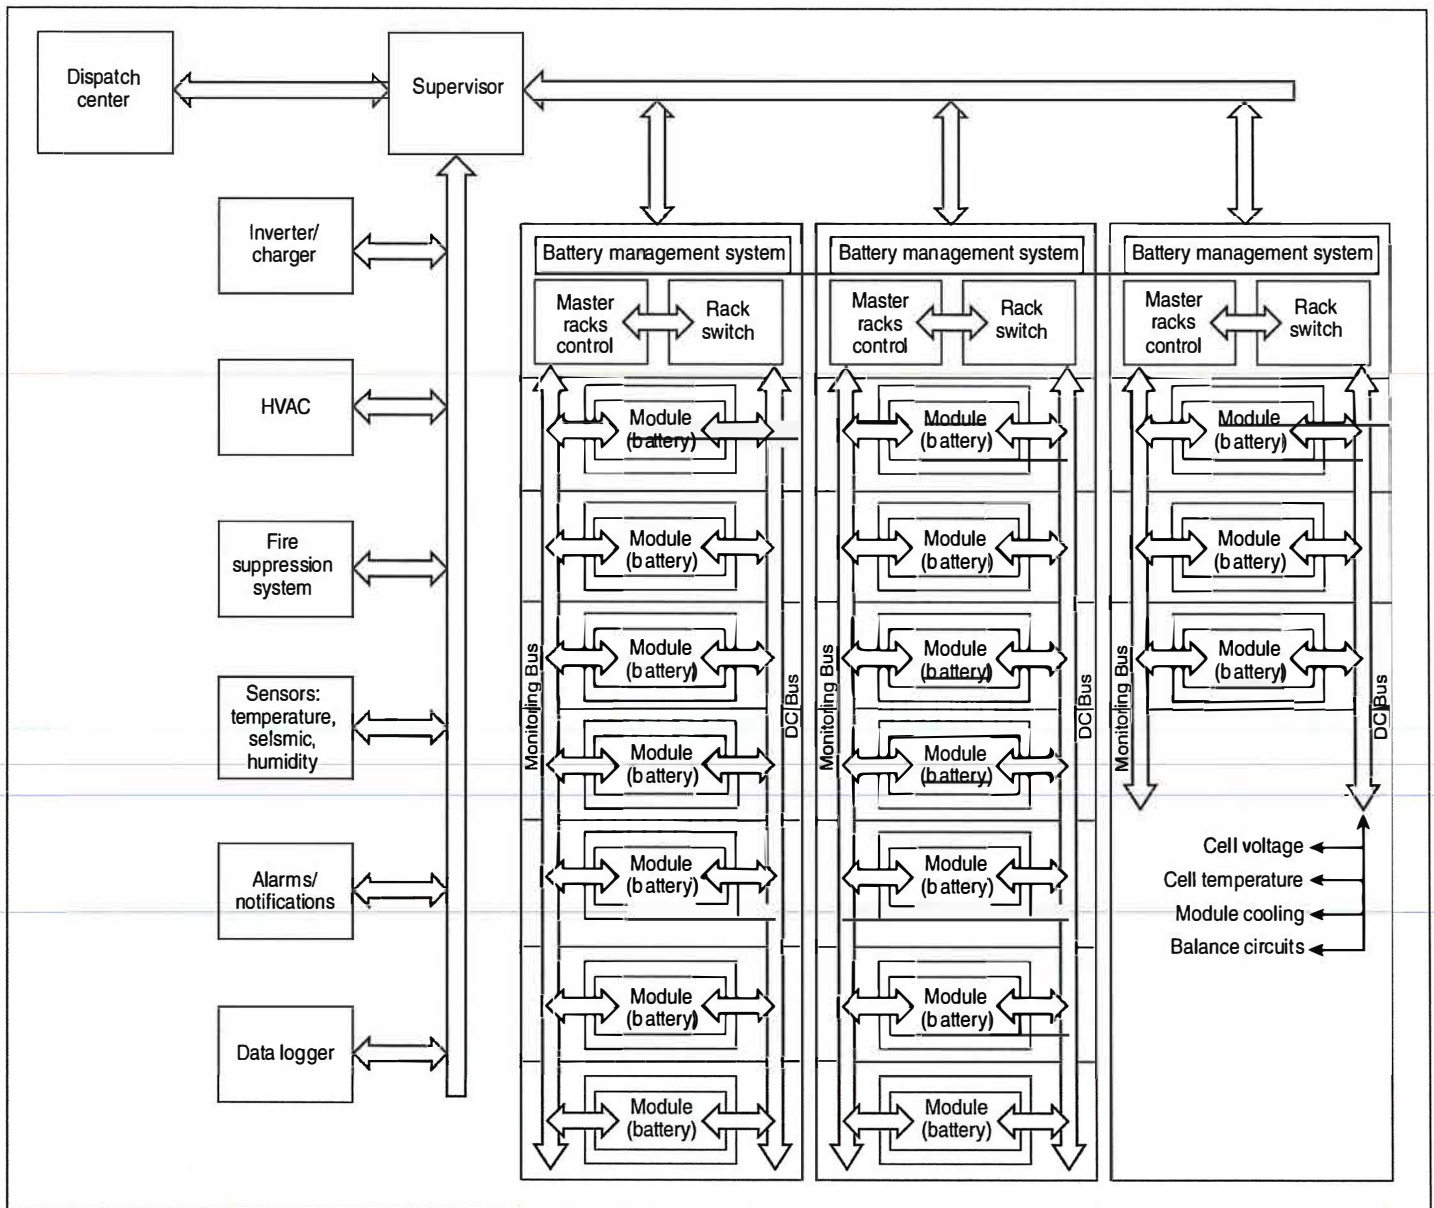 Dispatch
center
Supervisor
Inverter/
charger
HVAC
Fire
suppression
system
Sensors:
temperature,
selsmic,
humidity
Alarms/
notifications
Data logger
Battery management system
Master
racks
control
Rack
switch
Monitoring Bus
DC Bus
Module
(battery)
Module
(battery)
Module
(battery)
Module
(battery)
Module
(battery)
Module
(battery)
Module
(battery)
Battery management system
Master
racks
control
Rack
switch
Monitoring Bus
DC Bus
Module
(battery)
Module
(battery)
Module
(battery)
Module
(battery)
Module
(battery)
Module
(battery)
Module
(battery)
Battery management system
Master
racks
control
Rack
switch
Monitoring Bus
DC Bus
Module
(battery)
Module
(battery)
Module
(battery)
Cell voltage
Cell temperature
Module cooling
Balance circuits